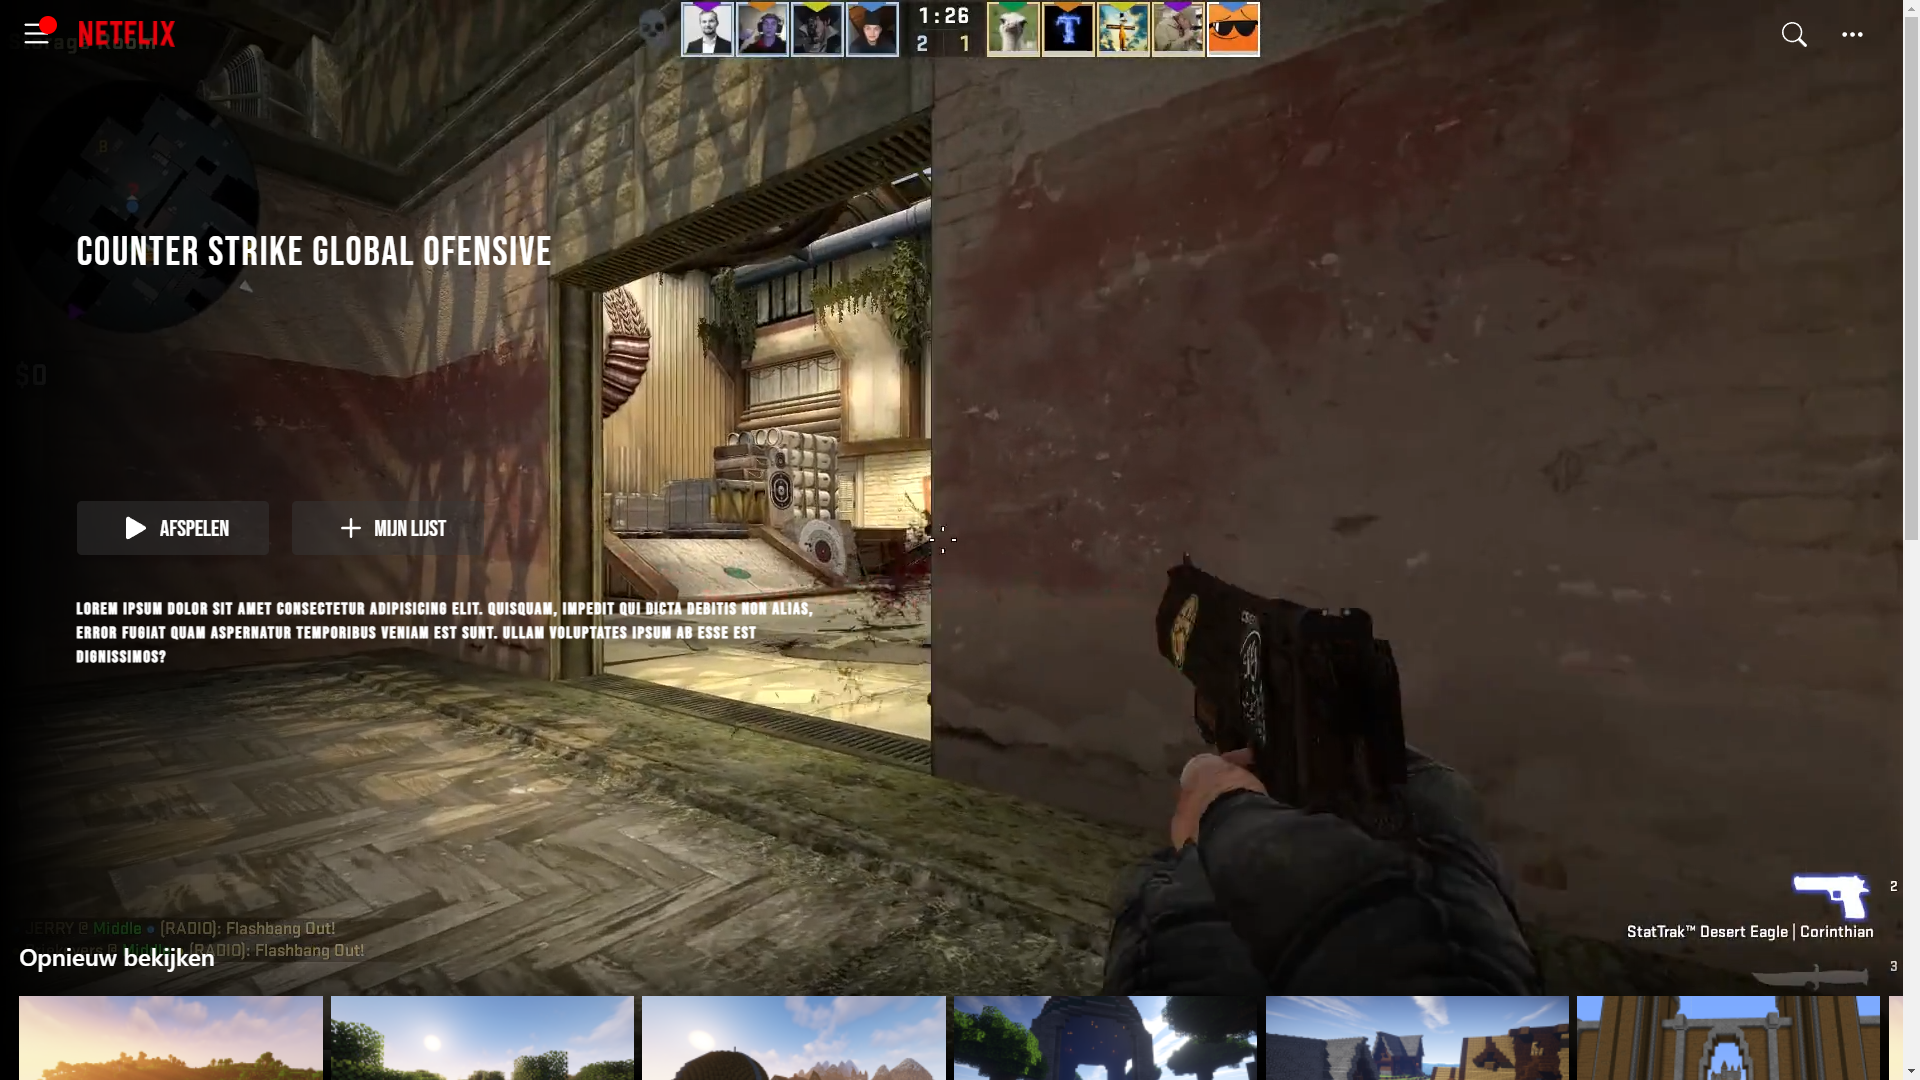 NETFLIX
1:26
2 1
B
COUNTER STRIKE GLOBAL OFENSIVE
$0
AFSPELEN
MIJN LIJST
LOREM IPSUM DOLOR SIT AMET CONSECTETUR ADIPISICING ELIT. QUISQUAM, IMPEDIT QUI DICTA DEBITIS NON ALIAS,
ERROR FUGIAT QUAM ASPERNATUR TEMPORIBUS VENIAM EST SUNT. ULLAM VOLUPTATES IPSUM AB ESSE EST
DIGNISSIMOS?
2
StatTrak™ Desert Eagle | Corinthian
JERRY @ Middle • (RADIO): Flashbang Out!
(RADIO): Flashbang Out!
Opnieuw bekijken
3